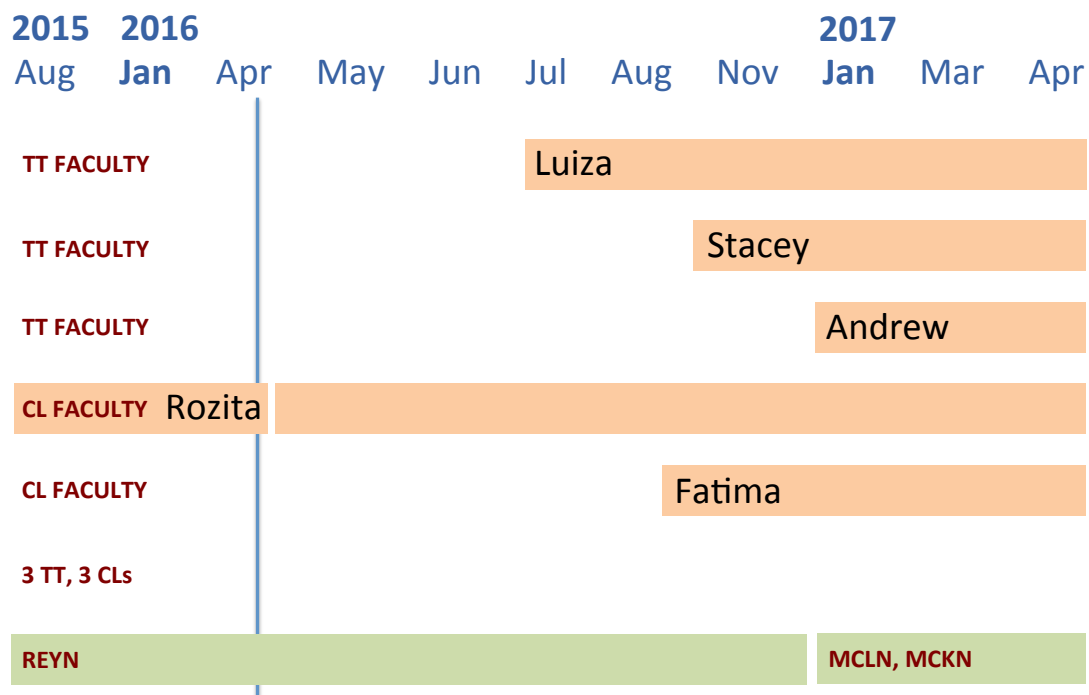 2015 2016 2017
Aug Jan Apr May Jun Jul Aug Nov Jan Mar Apr
TT FACULTY Luiza
TT FACULTY Stacey
TT FACULTY Andrew
CL FACULTY Rozita
CL FACULTY Fatima
3 TT, 3 CLs
REYN MCLN, MCKN